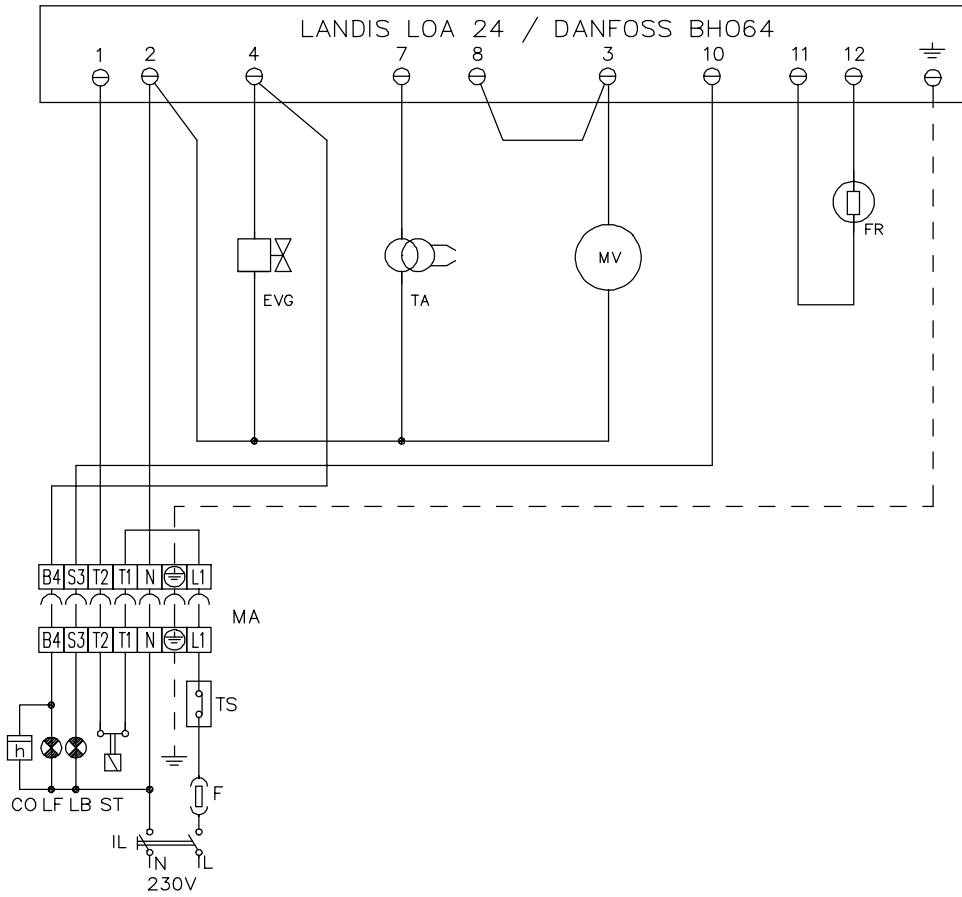 LANDIS LOA 24 / DANFOSS BHO64
1 2 4 7 8 3 10 11 12
FR
MV
EVG
TA
B4 S3 T2 T1 N L1
MA
B4 S3 T2 T1 N L1
TS
h
F
CO LF LB ST
IL
N L
230V